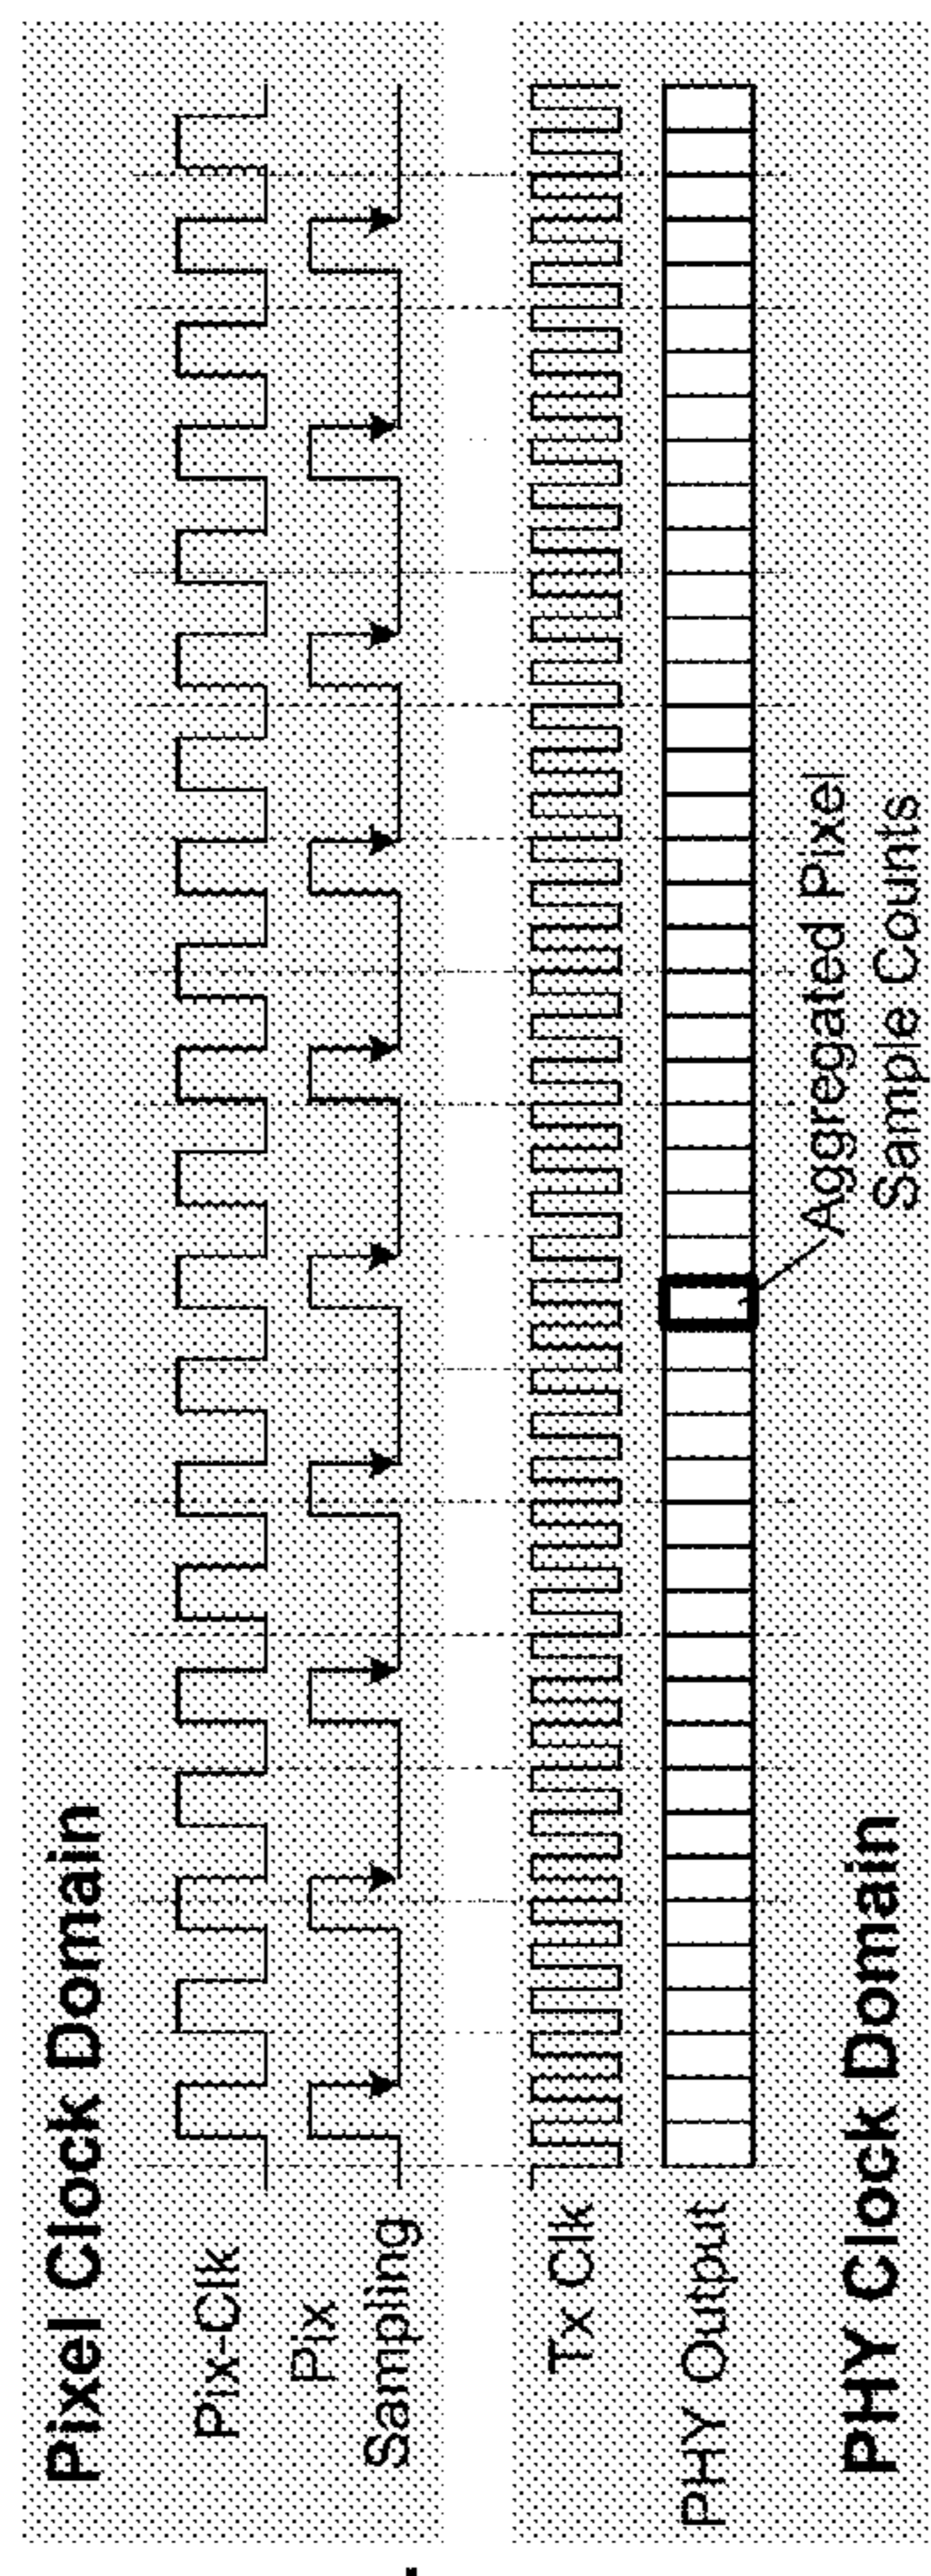 Pixel Clock Domain
Pix-Clk
Pix
Sampling
Tx Clk
PHY Output
Aggregated Pixel
Sample Counts
PHY Clock Domain